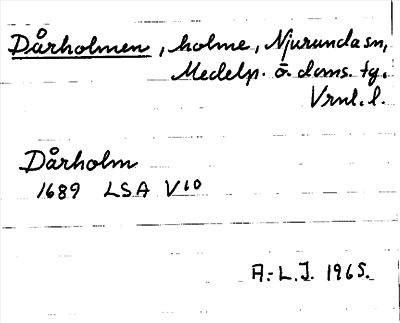 Dårholmen, holme, Njurunda sn,
Medelp. ö. doms. tg.
Vrnl. l.
Dårholm
1689 LSA V10
A.-L.J. 1965.